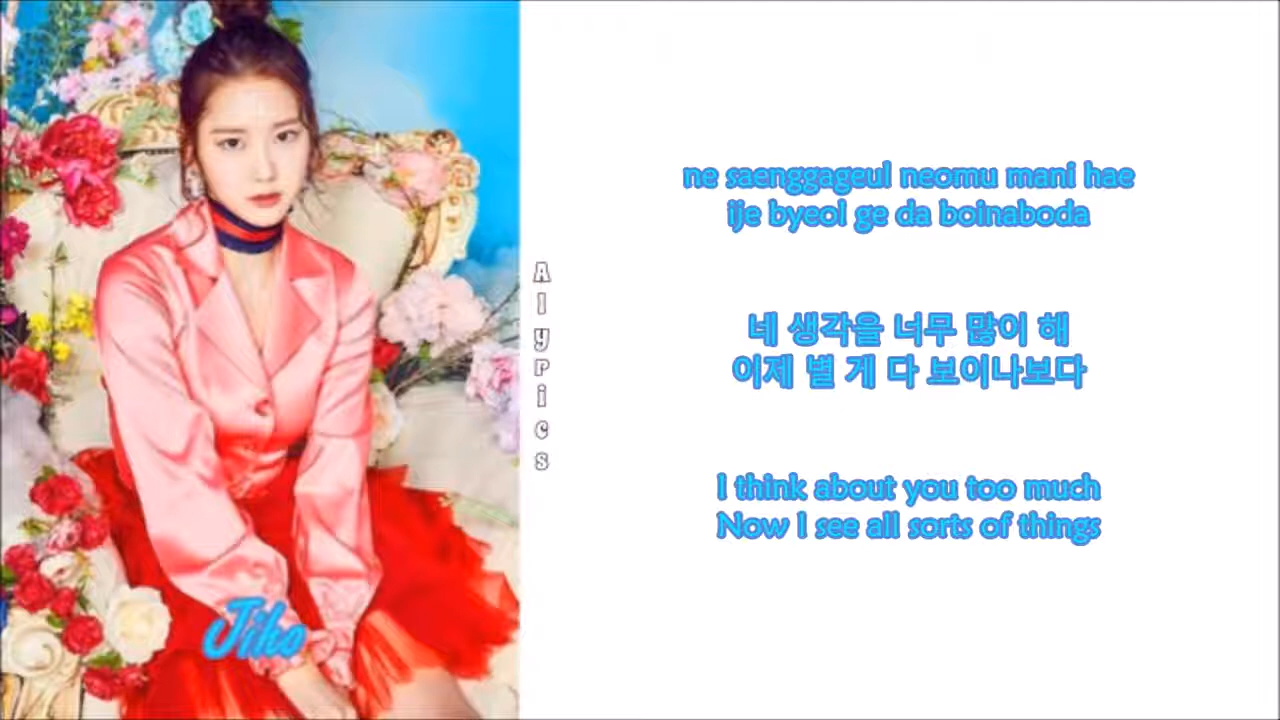 Jiho
Alyrics
ne saenggageul neomu mani hae
ije byeol ge da boinaboda
네 생각을 너무 많이 해
이제 별 게 다 보이나보다
I think about you too much
Now I see all sorts of things